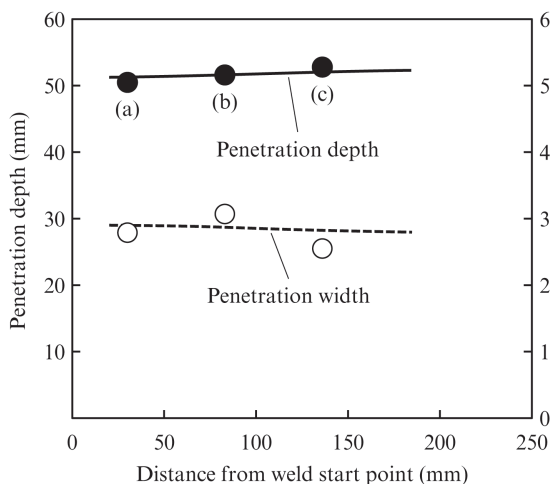 60
50
40
30
20
10
0
Penetration depth (mm)
6
5
4
3
2
1
0
(a)
(b)
(c)
Penetration depth
Penetration width
0
50
100
150
200
250
Distance from weld start point (mm)